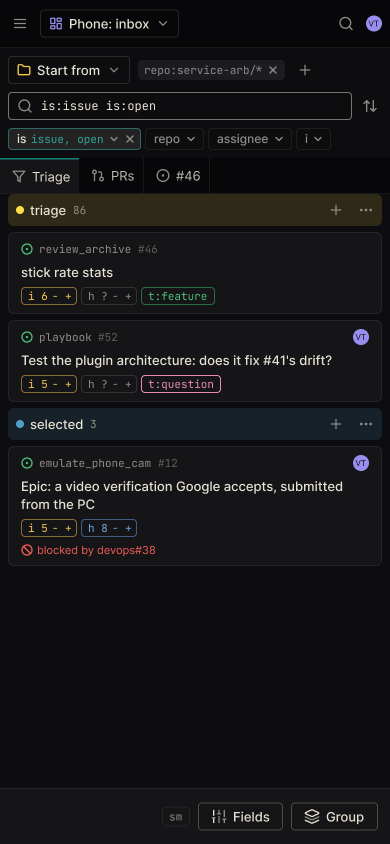 Phone: inbox
VT
Start from
repo:service-arb/*
is:issue is:open
is issue, open
repo
assignee
i
Triage
PRs
#46
triage 86
review_archive #46
stick rate stats
i 6 - +
h ? - +
t:feature
playbook #52
VT
Test the plugin architecture: does it fix #41's drift?
i 5 - +
h ? - +
t:question
selected 3
emulate_phone_cam #12
VT
Epic: a video verification Google accepts, submitted
from the PC
i 5 - +
h 8 - +
blocked by devops#38
sm
Fields
Group